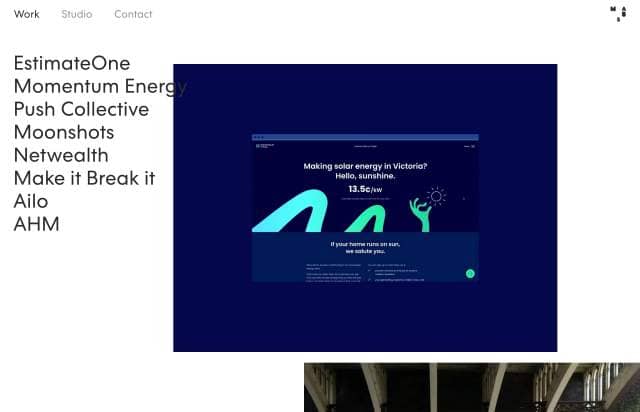 Work
Studio
Contact
EstimateOne
Momentum Energy
Push Collective
Moonshots
Netwealth
Make it Break it
Ailo
AHM
Making solar energy in Victoria?
Hello, sunshine.
13.5c/kW
If your home runs on sun,
we salute you.